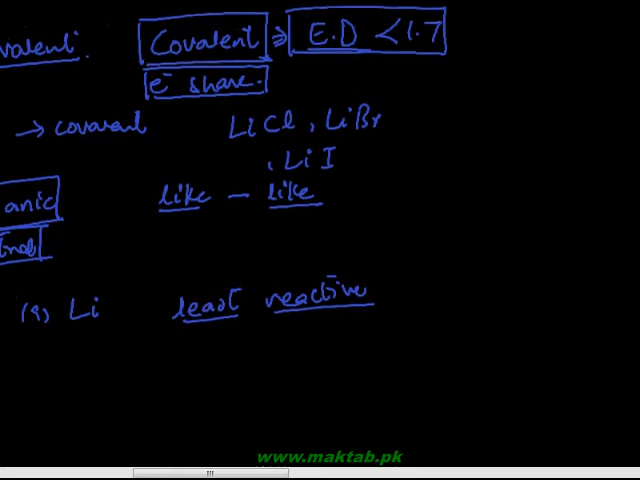 valent. Covalent ⇒ E.D < 1.7
e⁻ share.
→ covalent LiCl, LiBr
, LiI
anic like - like
(9) Li least reactive
www.maktab.pk